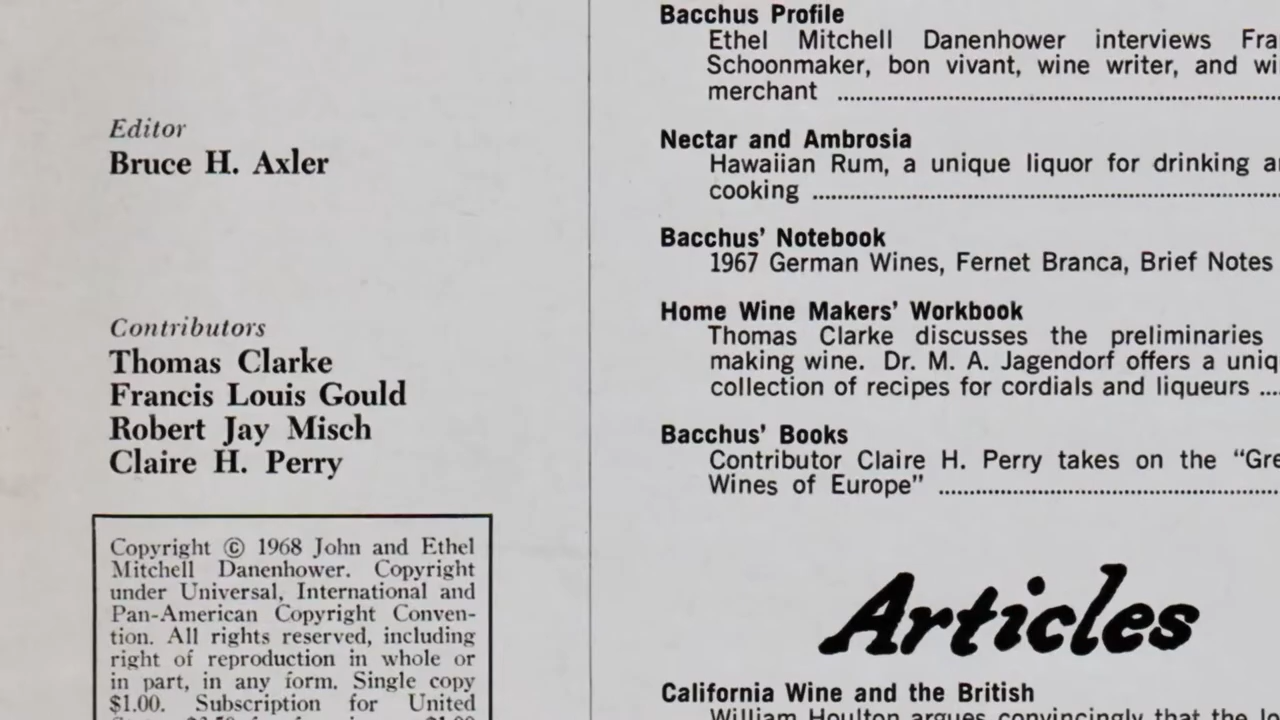 Editor
Bruce H. Axler
Contributors
Thomas Clarke
Francis Louis Gould
Robert Jay Misch
Claire H. Perry
Copyright © 1968 John and Ethel
Mitchell Danenhower. Copyright
under Universal, International and
Pan-American Copyright Conven-
tion. All rights reserved, including
right of reproduction in whole or
in part, in any form. Single copy
$1.00. Subscription for United
Bacchus Profile
Ethel Mitchell Danenhower interviews
Schoonmaker, bon vivant, wine writer, and
merchant
Nectar and Ambrosia
Hawaiian Rum, a unique liquor for drinking
cooking
Bacchus' Notebook
1967 German Wines, Fernet Branca, Brief Notes
Home Wine Makers' Workbook
Thomas Clarke discusses the preliminaries
making wine. Dr. M. A. Jagendorf offers a
collection of recipes for cordials and liqueurs
Bacchus' Books
Contributor Claire H. Perry takes on the
Wines of Europe"
Articles
California Wine and the British
William Houlton argues convincingly that the